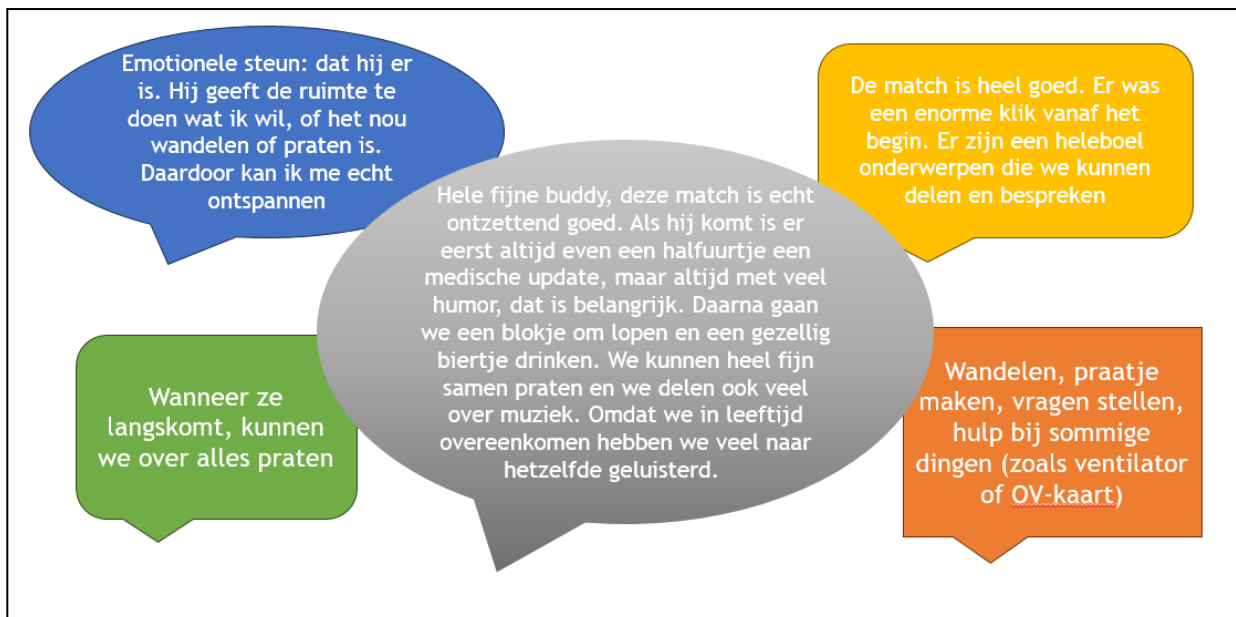 Emotionele steun: dat hij er
is. Hij geeft de ruimte te
doen wat ik wil, of het nou
wandelen of praten is.
Daardoor kan ik me echt
ontspannen
De match is heel goed. Er was
een enorme klik vanaf het
begin. Er zijn een heleboel
onderwerpen die we kunnen
delen en bespreken
Hele fijne buddy, deze match is echt
ontzettend goed. Als hij komt is er
eerst altijd even een halfuurtje een
medische update, maar altijd met veel
humor, dat is belangrijk. Daarna gaan
we een blokje om lopen en een gezellig
biertje drinken. We kunnen heel fijn
samen praten en we delen ook veel
over muziek. Omdat we in leeftijd
overeenkomen hebben we veel naar
hetzelfde geluisterd.
Wanneer ze
langskomt, kunnen
we over alles praten
Wandelen, praatje
maken, vragen stellen,
hulp bij sommige
dingen (zoals ventilator
of OV-kaart)